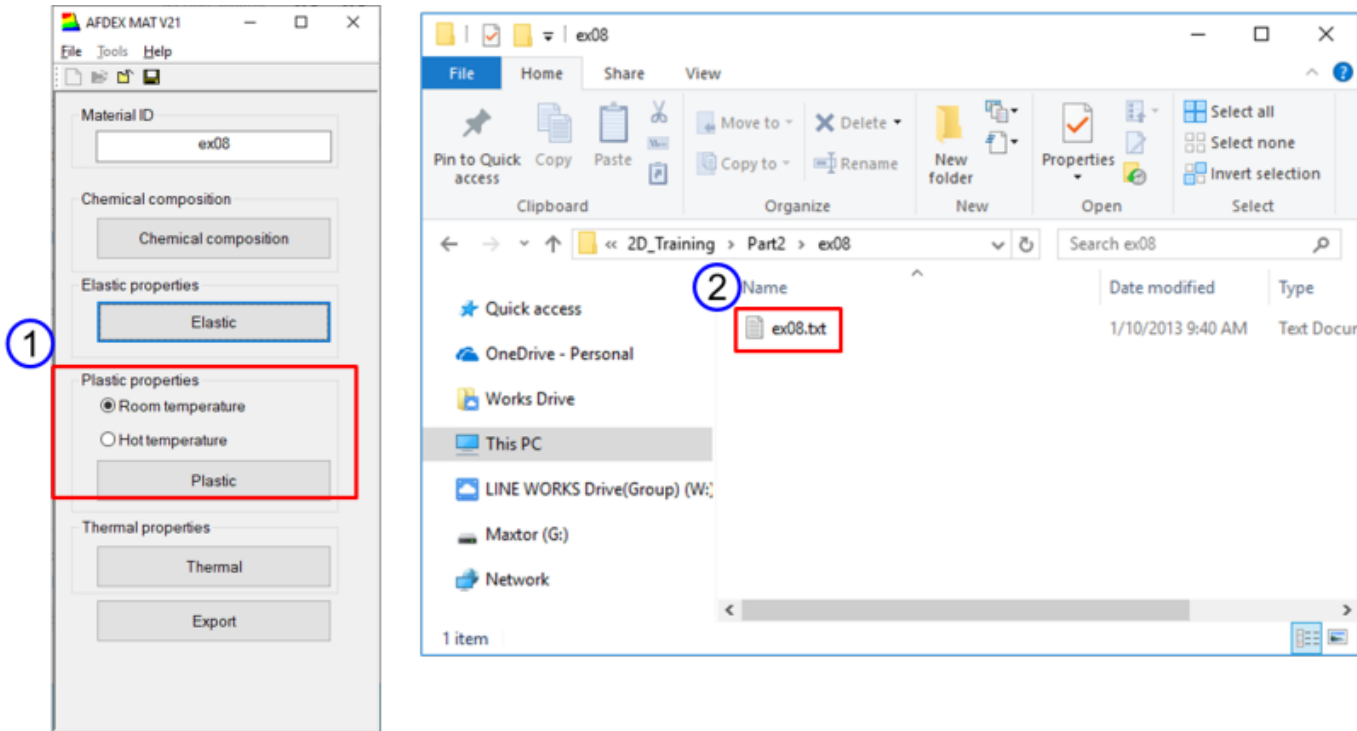 AFDEX MAT V21
File Tools Help
Material ID
ex08
Chemical composition
Chemical composition
Elastic properties
Elastic
1
Plastic properties
Room temperature
Hot temperature
Plastic
Thermal properties
Thermal
Export
ex08
File Home Share View
Pin to Quick access
Copy
Paste
Move to
Copy to
Delete
Rename
New folder
Properties
Select all
Select none
Invert selection
Clipboard Organize New Open Select
« 2D_Training > Part2 > ex08
Search ex08
2
Name Date modified Type
ex08.txt 1/10/2013 9:40 AM Text Docur
Quick access
OneDrive - Personal
Works Drive
This PC
LINE WORKS Drive(Group) (W:)
Maxtor (G:)
Network
1 item